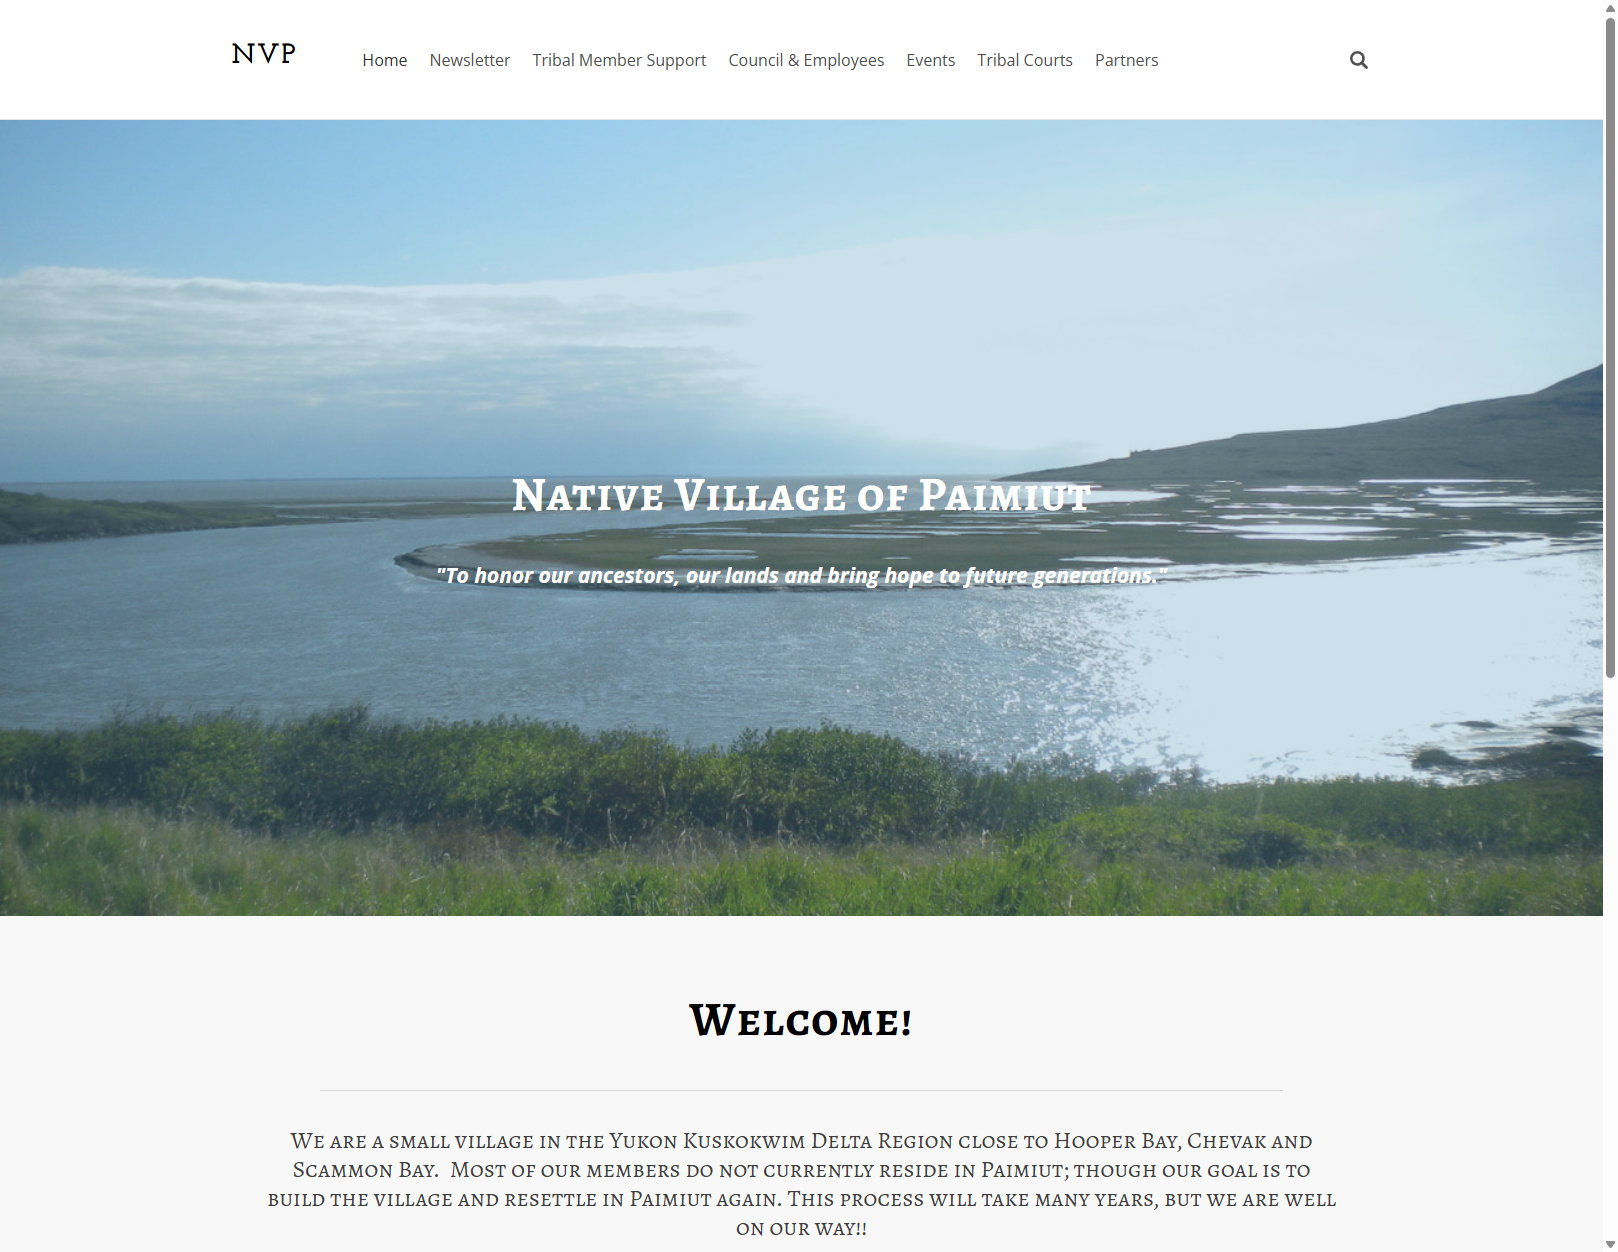 NVP
Home Newsletter Tribal Member Support Council & Employees Events Tribal Courts Partners
Native Village of Paimiut
"To honor our ancestors, our lands and bring hope to future generations."
Welcome!
We are a small village in the Yukon Kuskokwim Delta Region close to Hooper Bay, Chevak and
Scammon Bay.  Most of our members do not currently reside in Paimiut; though our goal is to
build the village and resettle in Paimiut again. This process will take many years, but we are well
on our way!!